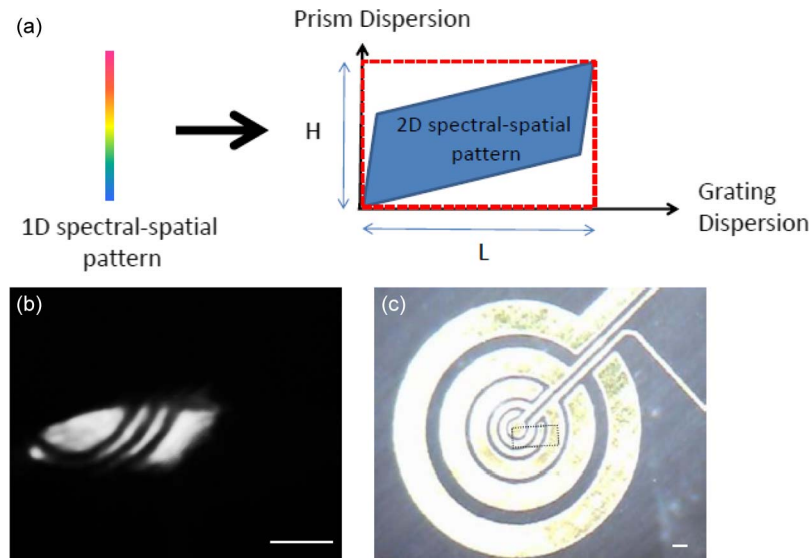 (a)
Prism Dispersion
H
2D spectral-spatial
pattern
Grating
Dispersion
L
1D spectral-spatial
pattern
(b)
(c)